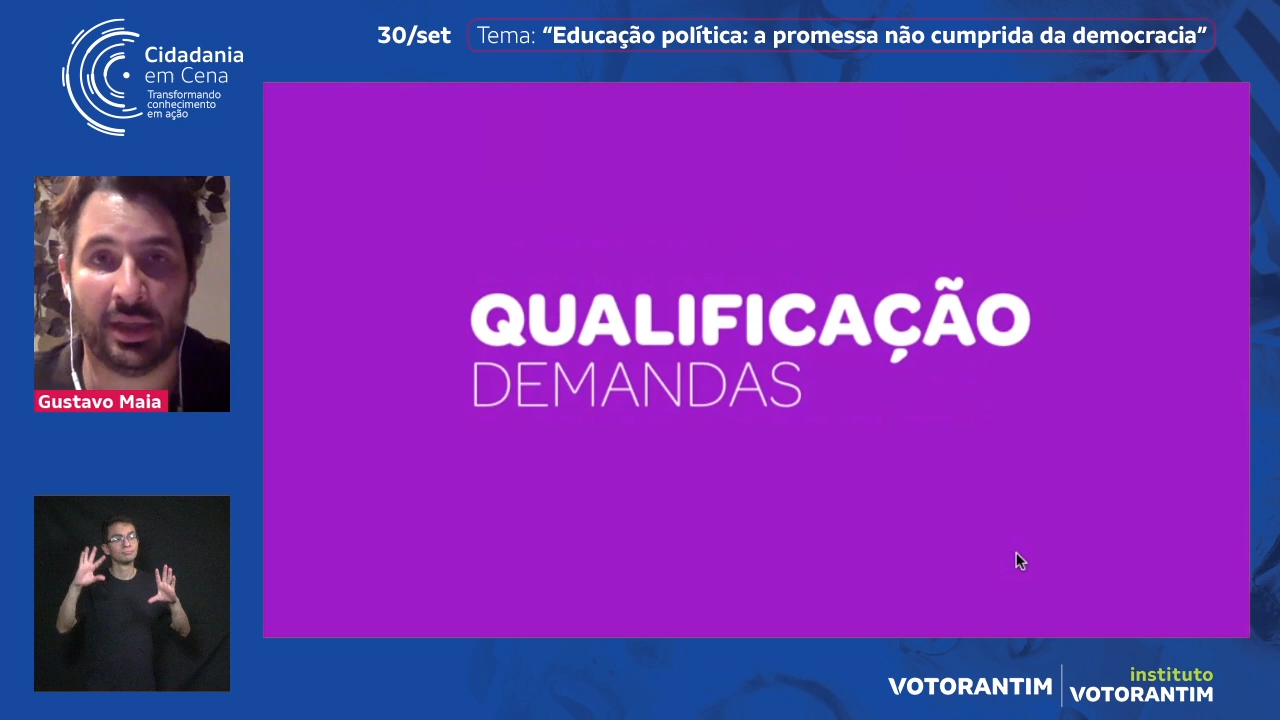 Cidadania
em Cena
Transformando
conhecimento
em ação
30/set Tema: “Educação política: a promessa não cumprida da democracia”
QUALIFICAÇÃO
DEMANDAS
Gustavo Maia
VOTORANTIM
instituto
VOTORANTIM